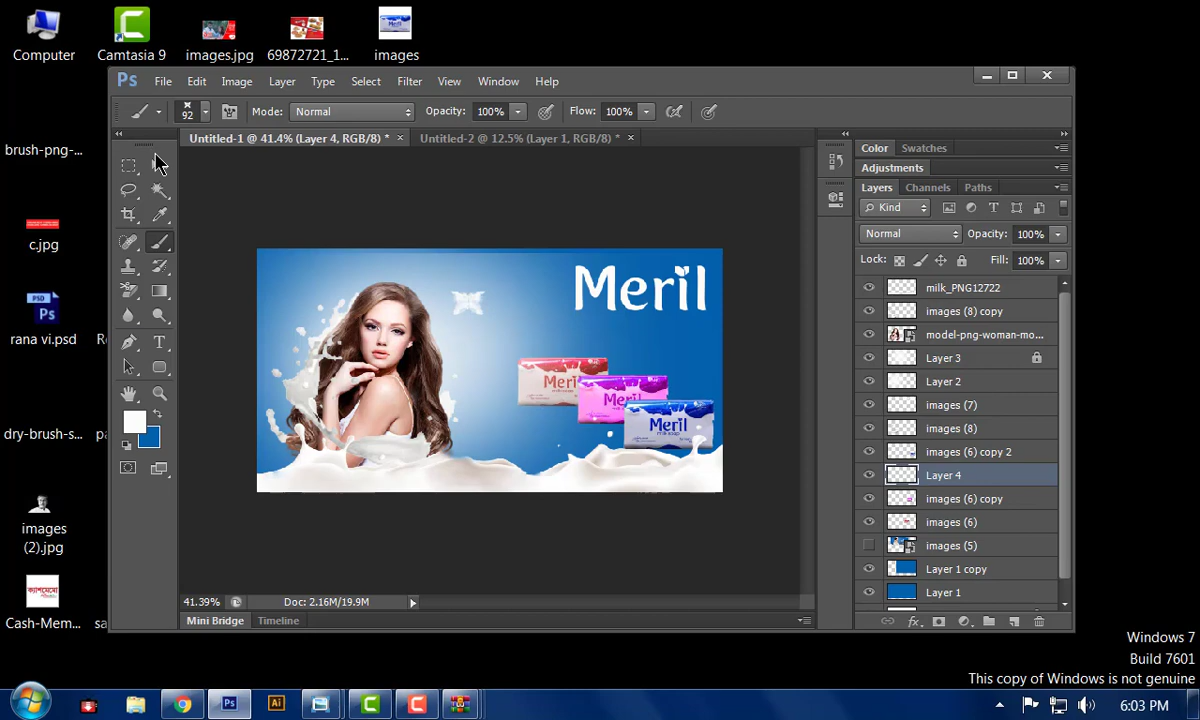 Computer
Camtasia 9
images.jpg
69872721_1...
images
brush-png-...
c.jpg
rana vi.psd
dry-brush-s...
images
(2).jpg
Cash-Mem...
Ps
File Edit Image Layer Type Select Filter View Window Help
92 Mode: Normal Opacity: 100% Flow: 100%
Untitled-1 @ 41.4% (Layer 4, RGB/8) * × Untitled-2 @ 12.5% (Layer 1, RGB/8) * ×
Meril
Meril
Meril
Meril
41.39% Doc: 2.16M/19.9M
Mini Bridge Timeline
Color Swatches
Adjustments
Layers Channels Paths
Kind
Normal Opacity: 100%
Lock: Fill: 100%
milk_PNG12722
images (8) copy
model-png-woman-mo...
Layer 3
Layer 2
images (7)
images (8)
images (6) copy 2
Layer 4
images (6) copy
images (6)
images (5)
Layer 1 copy
Layer 1
Windows 7
Build 7601
This copy of Windows is not genuine
6:03 PM